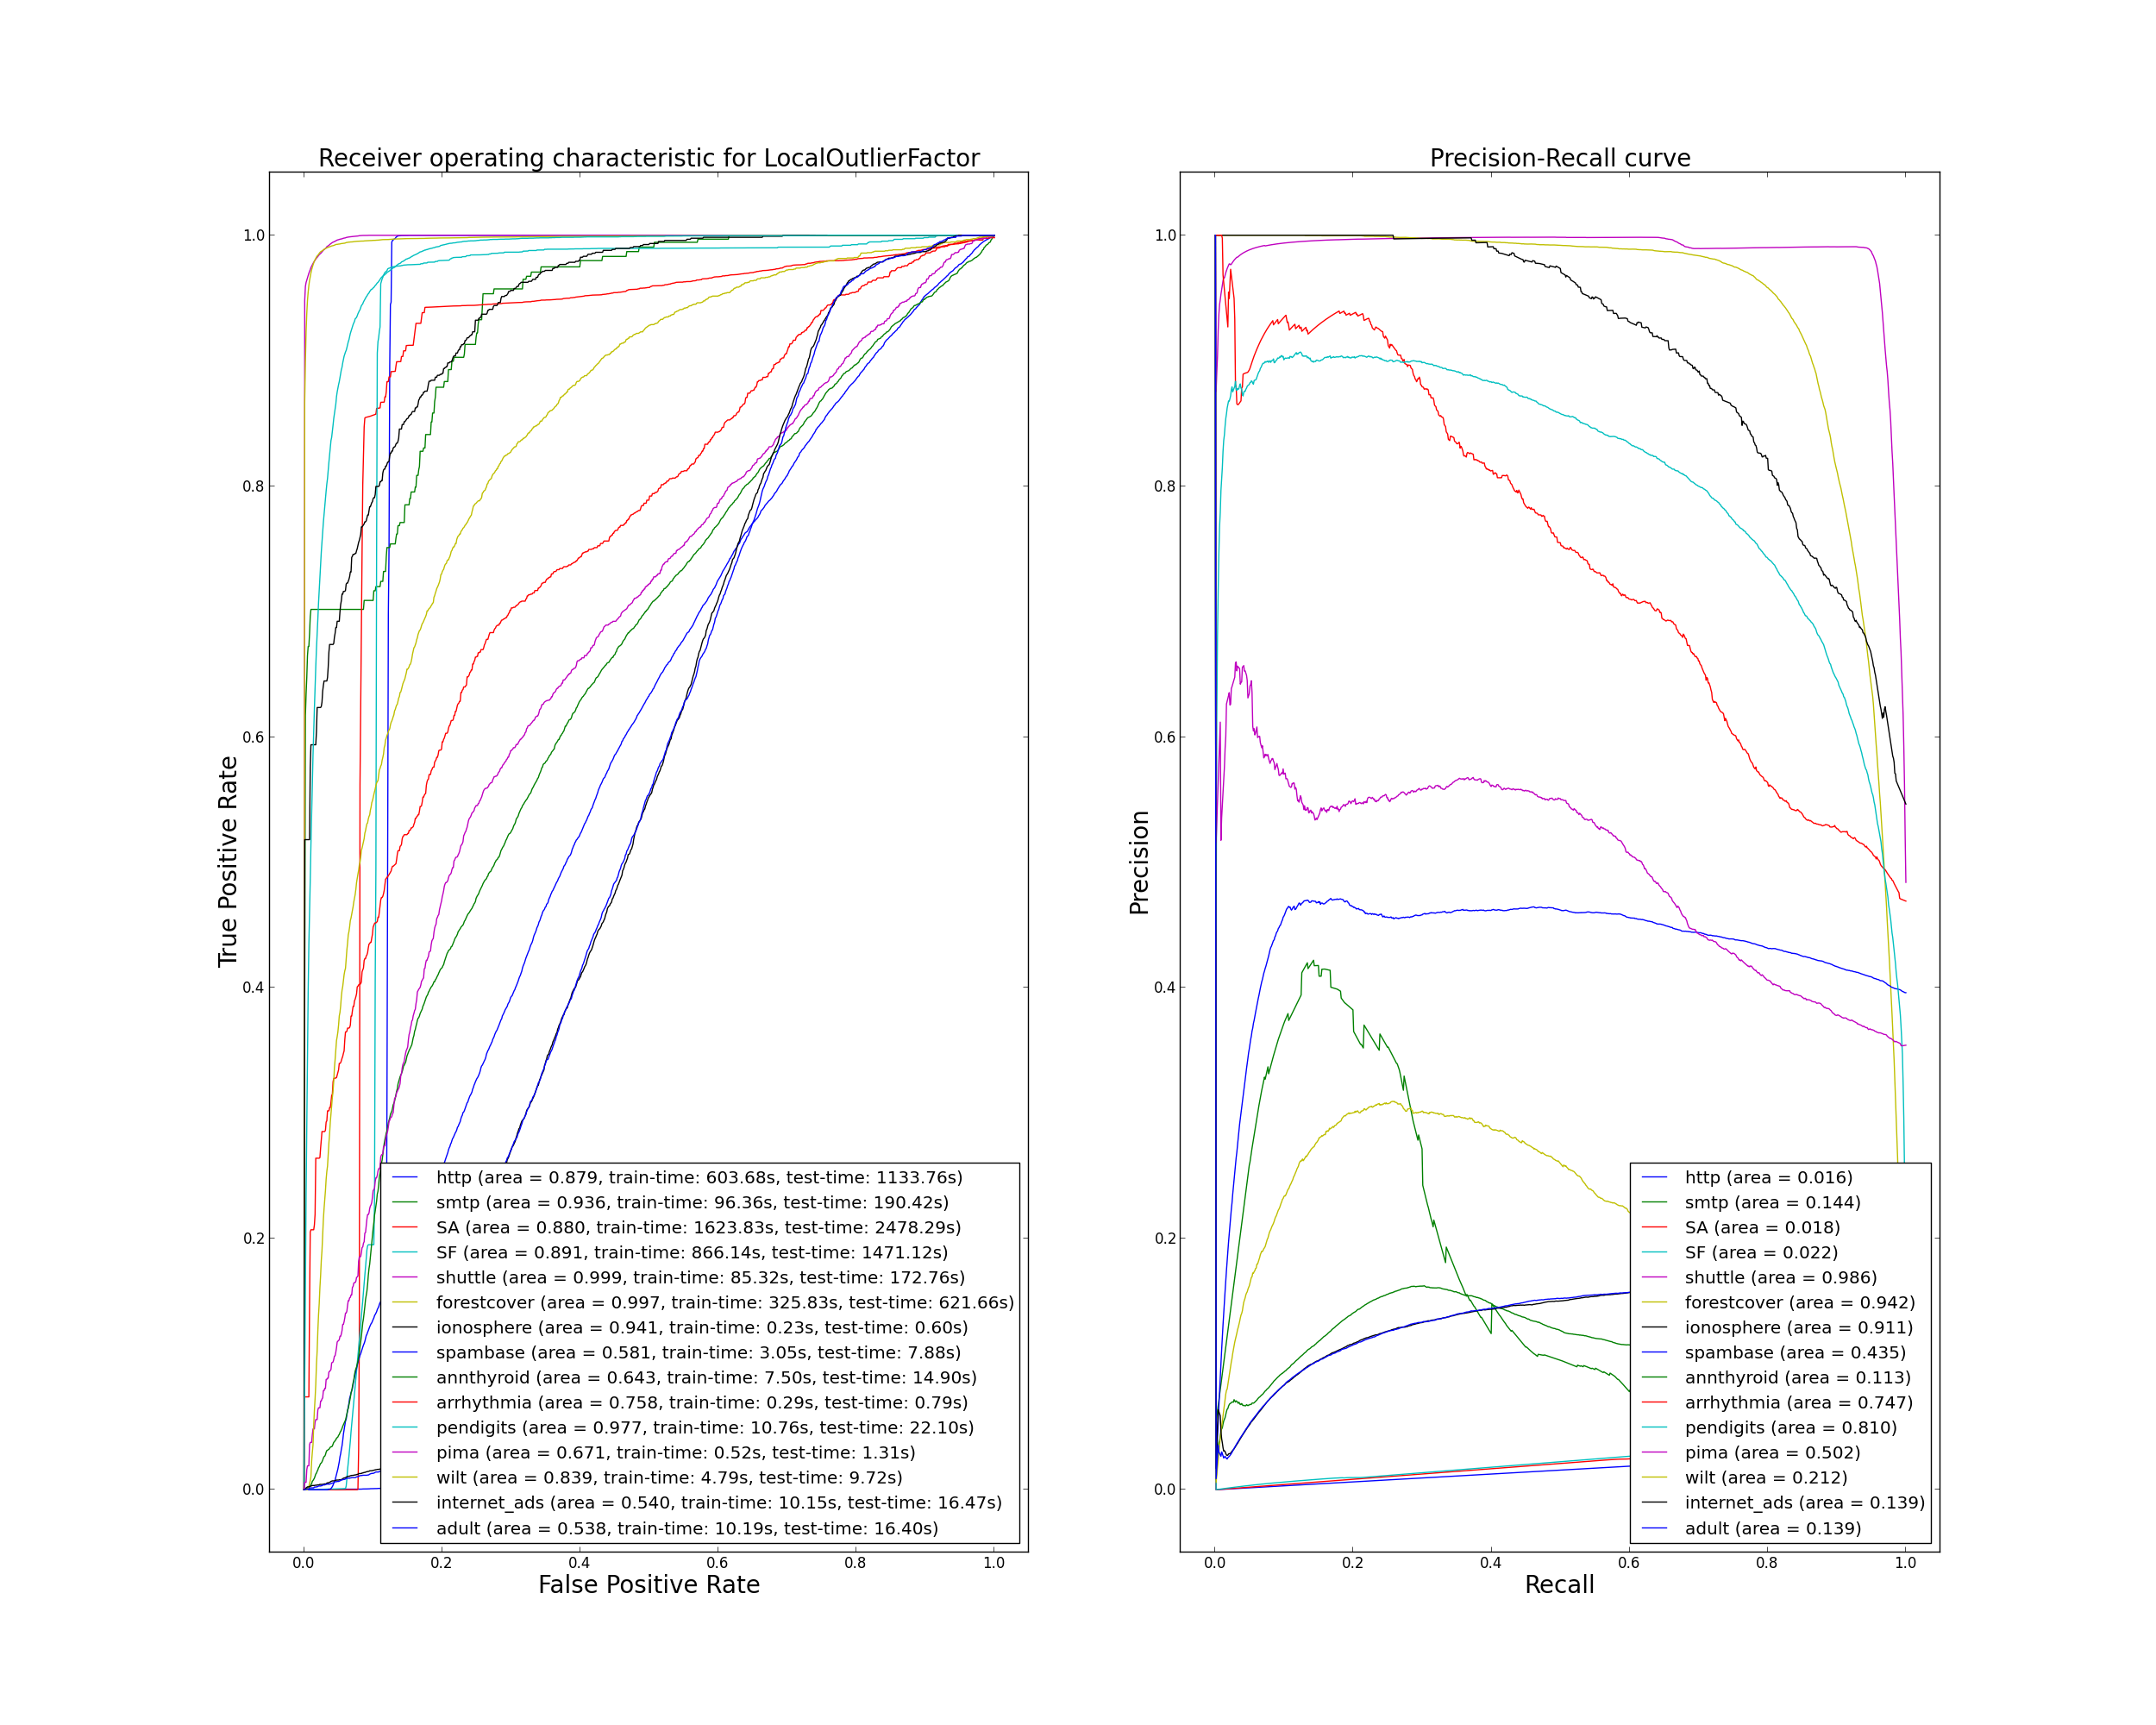 Receiver operating characteristic for LocalOutlierFactor
True Positive Rate
1.0
0.8
0.6
0.4
0.2
0.0
http (area = 0.879, train-time: 603.68s, test-time: 1133.76s)
smtp (area = 0.936, train-time: 96.36s, test-time: 190.42s)
SA (area = 0.880, train-time: 1623.83s, test-time: 2478.29s)
SF (area = 0.891, train-time: 866.14s, test-time: 1471.12s)
shuttle (area = 0.999, train-time: 85.32s, test-time: 172.76s)
forestcover (area = 0.997, train-time: 325.83s, test-time: 621.66s)
ionosphere (area = 0.941, train-time: 0.23s, test-time: 0.60s)
spambase (area = 0.581, train-time: 3.05s, test-time: 7.88s)
annthyroid (area = 0.643, train-time: 7.50s, test-time: 14.90s)
arrhythmia (area = 0.758, train-time: 0.29s, test-time: 0.79s)
pendigits (area = 0.977, train-time: 10.76s, test-time: 22.10s)
pima (area = 0.671, train-time: 0.52s, test-time: 1.31s)
wilt (area = 0.839, train-time: 4.79s, test-time: 9.72s)
internet_ads (area = 0.540, train-time: 10.15s, test-time: 16.47s)
adult (area = 0.538, train-time: 10.19s, test-time: 16.40s)
0.0 0.2 0.4 0.6 0.8 1.0
False Positive Rate
Precision-Recall curve
Precision
1.0
0.8
0.6
0.4
0.2
0.0
http (area = 0.016)
smtp (area = 0.144)
SA (area = 0.018)
SF (area = 0.022)
shuttle (area = 0.986)
forestcover (area = 0.942)
ionosphere (area = 0.911)
spambase (area = 0.435)
annthyroid (area = 0.113)
arrhythmia (area = 0.747)
pendigits (area = 0.810)
pima (area = 0.502)
wilt (area = 0.212)
internet_ads (area = 0.139)
adult (area = 0.139)
0.0 0.2 0.4 0.6 0.8 1.0
Recall